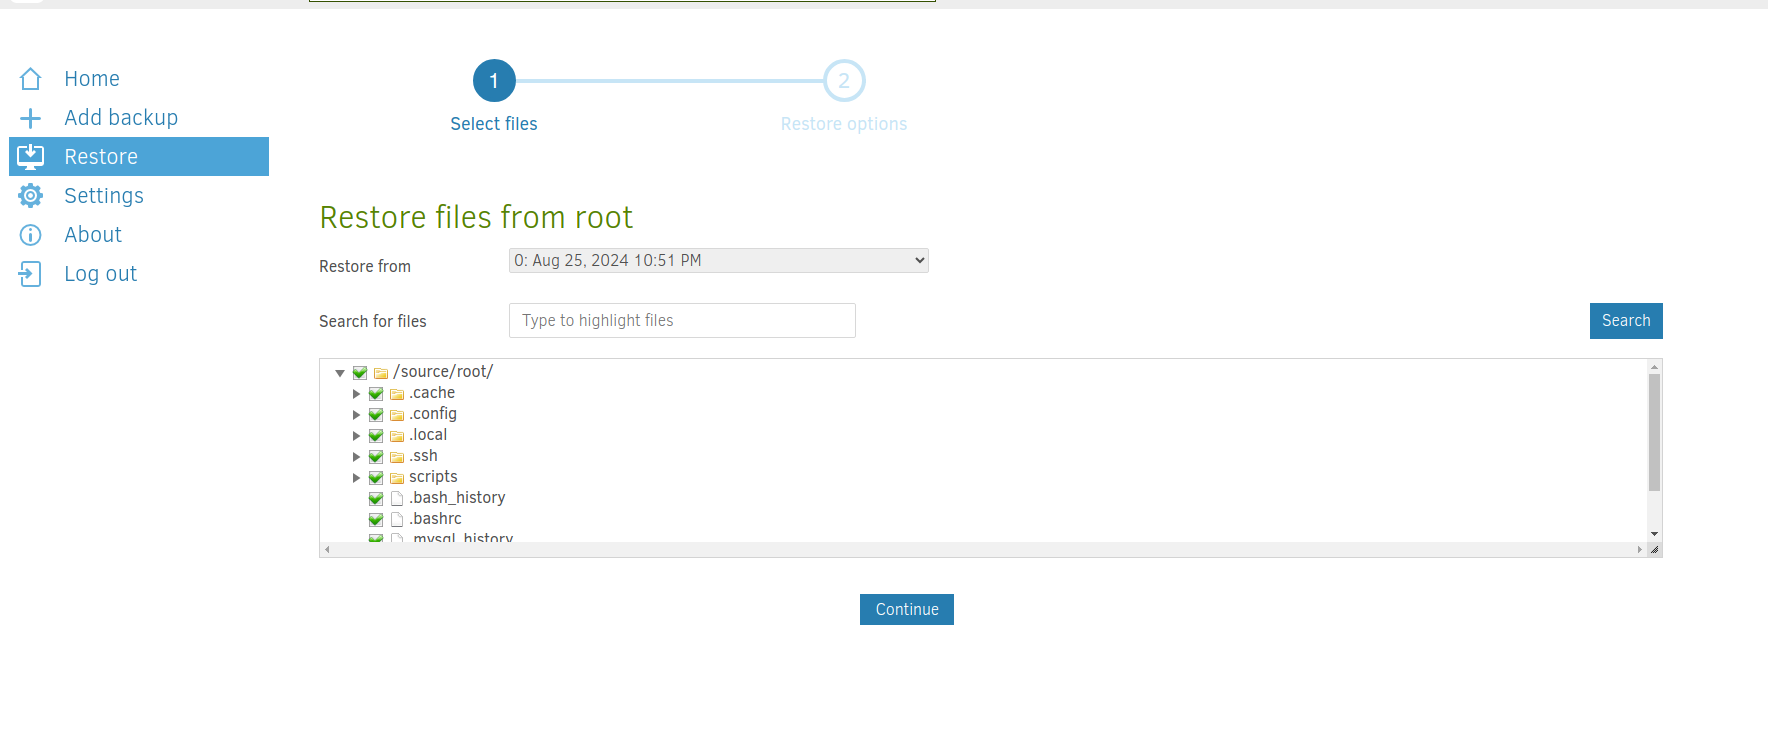 Home
Add backup
Restore
Settings
About
Log out
1
2
Select files
Restore options
Restore files from root
Restore from
0: Aug 25, 2024 10:51 PM
Search for files
Type to highlight files
Search
/source/root/
.cache
.config
.local
.ssh
scripts
.bash_history
.bashrc
.mysql_history
Continue